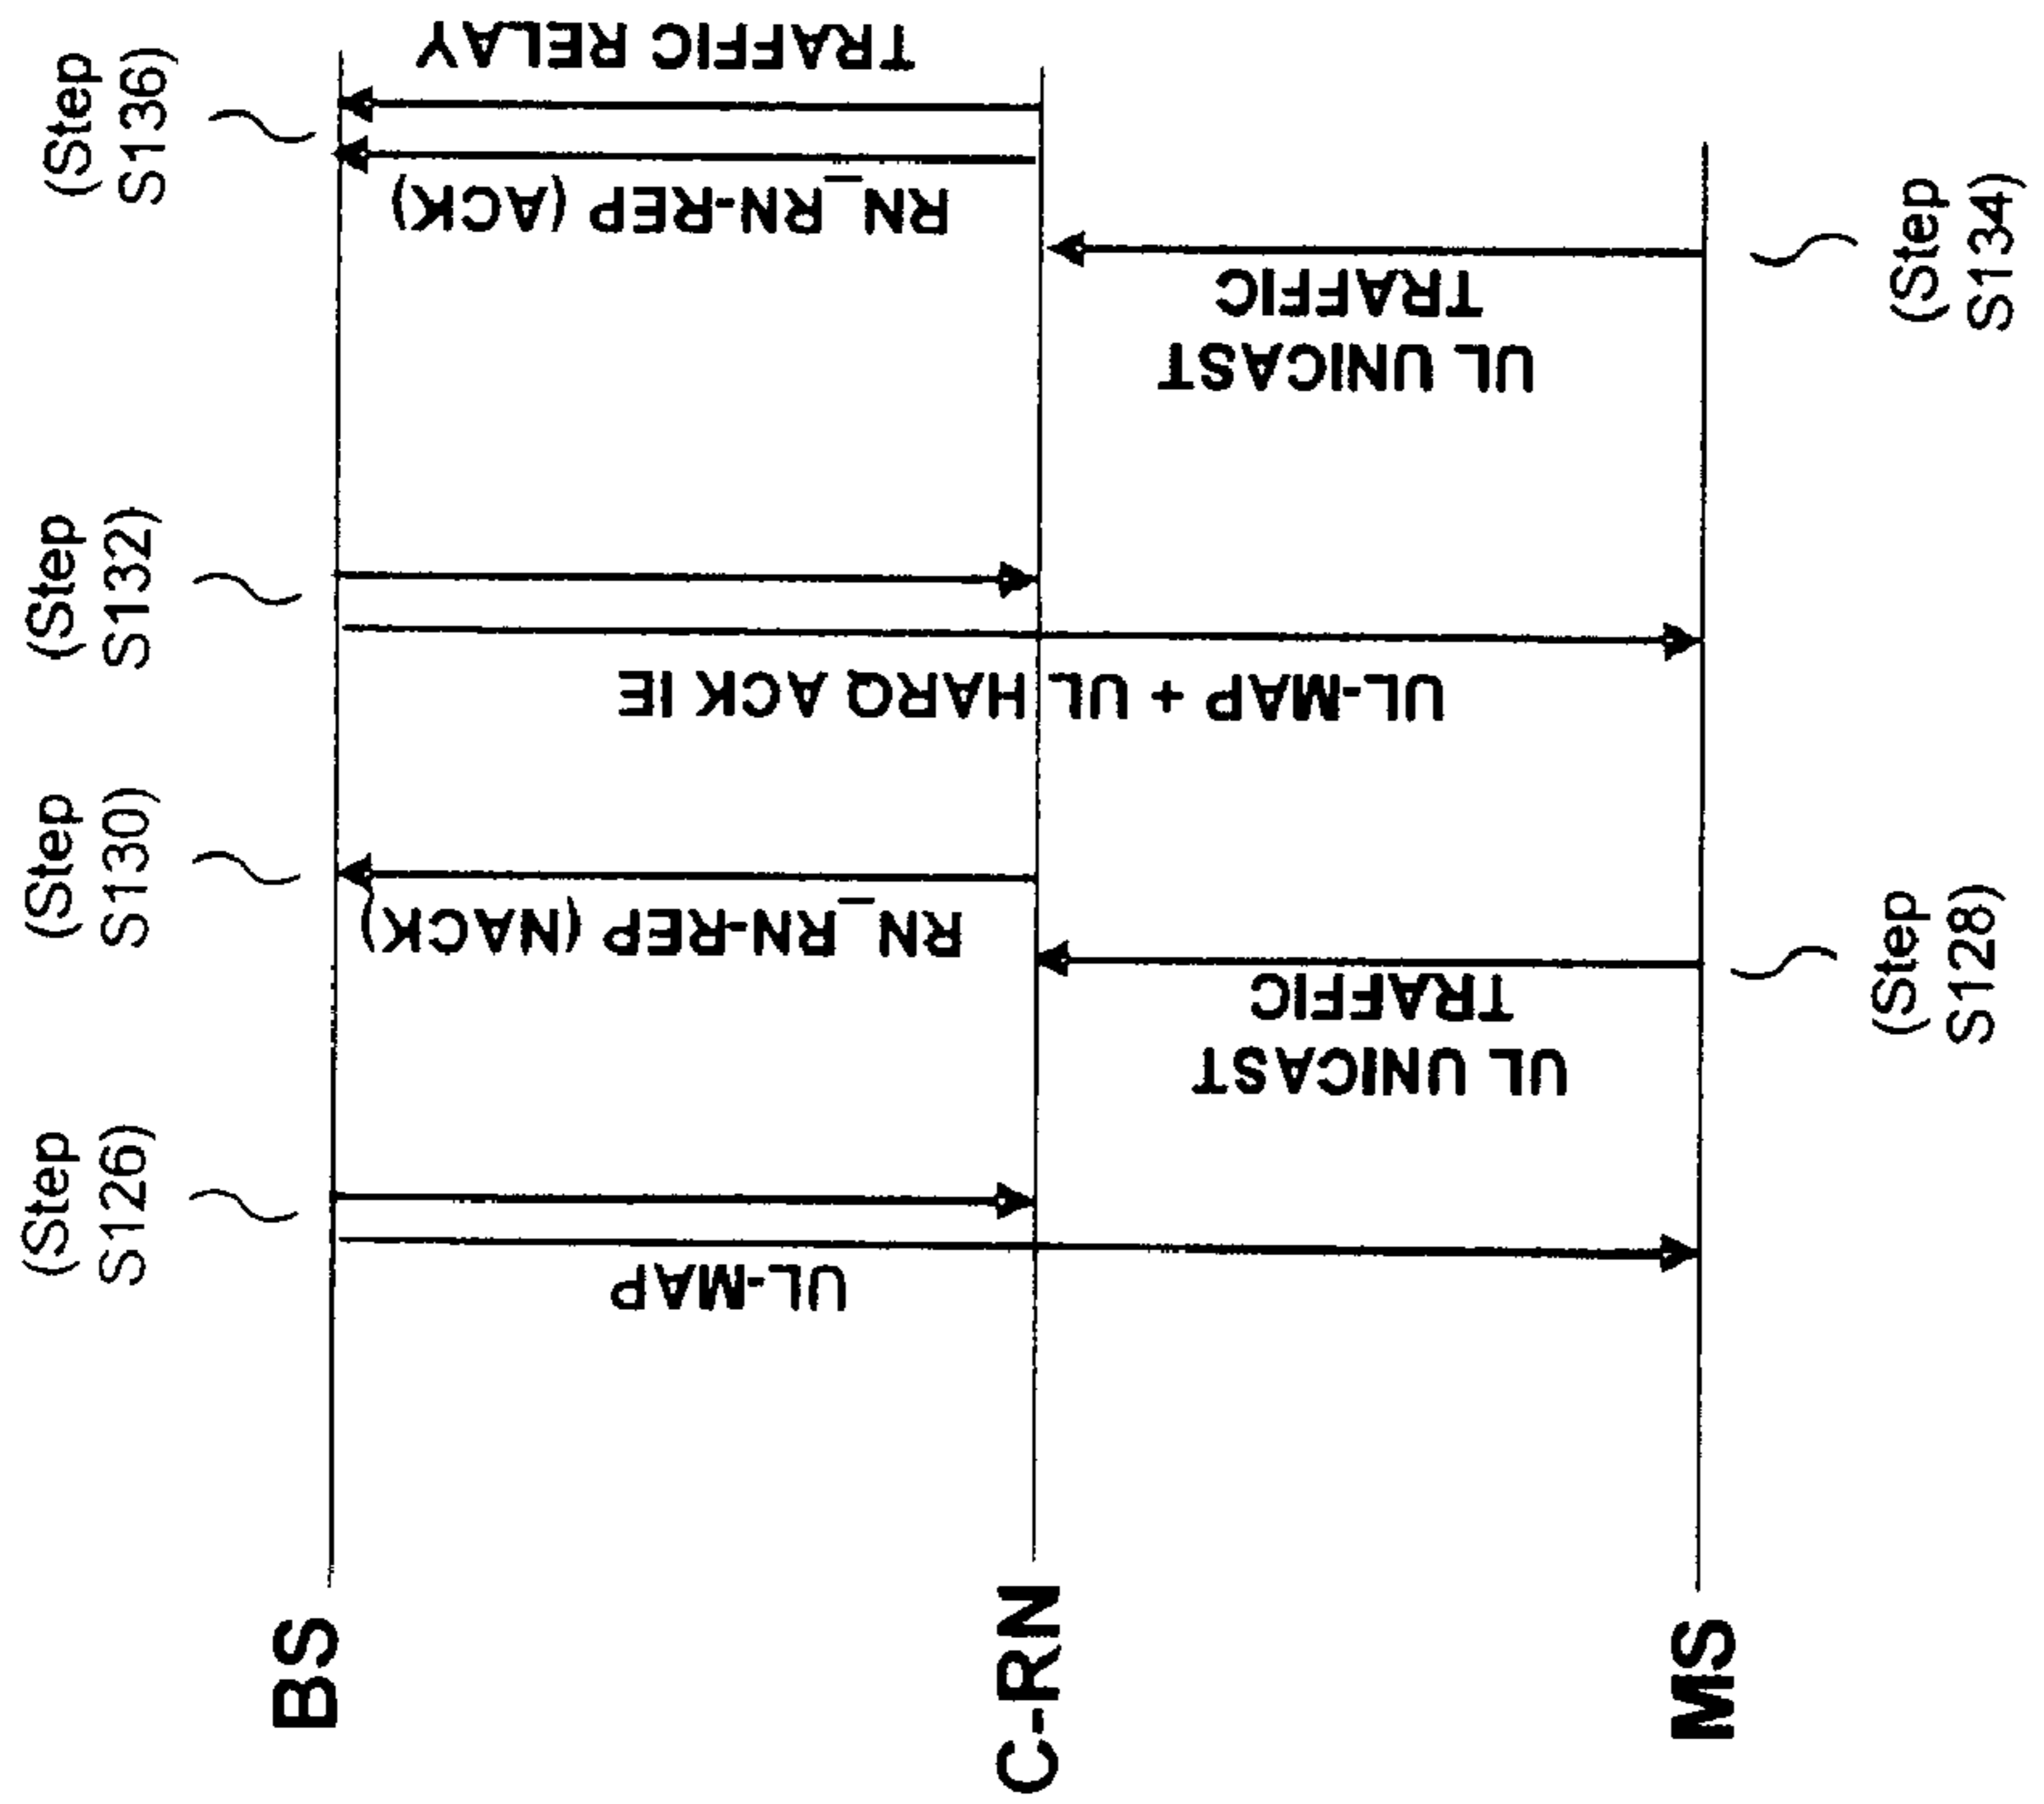 BS
C-RN
MS
(Step
S126)
UL-MAP
(Step
S128)
UL UNICAST
TRAFFIC
(Step
S130)
RN_RN-REP (NACK)
(Step
S132)
UL-MAP + UL HARQ ACK IE
(Step
S134)
UL UNICAST
TRAFFIC
(Step
S136)
RN_RN-REP (ACK)
TRAFFIC RELAY